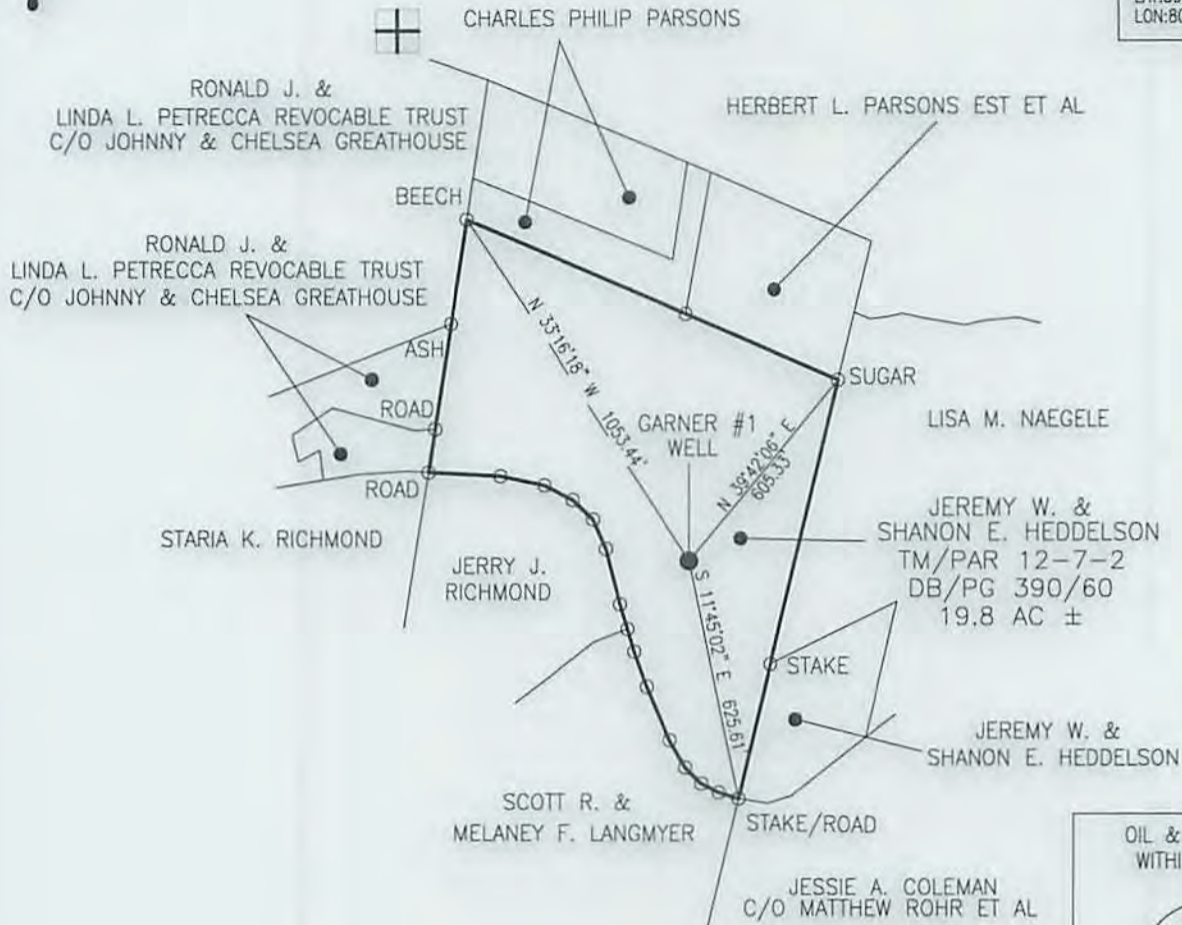 LON:80
CHARLES PHILIP PARSONS
RONALD J. &
LINDA L. PETRECCA REVOCABLE TRUST
C/O JOHNNY & CHELSEA GREATHOUSE
HERBERT L. PARSONS EST ET AL
BEECH
RONALD J. &
LINDA L. PETRECCA REVOCABLE TRUST
C/O JOHNNY & CHELSEA GREATHOUSE
ASH
ROAD
ROAD
N 33°16'18" W 1053.44'
GARNER #1
WELL
N 39°42'06" E
605.33'
SUGAR
LISA M. NAEGELE
JEREMY W. &
SHANON E. HEDDELSON
TM/PAR 12-7-2
DB/PG 390/60
19.8 AC ±
STARIA K. RICHMOND
JERRY J.
RICHMOND
S 11°45'02" E 625.61'
STAKE
JEREMY W. &
SHANON E. HEDDELSON
SCOTT R. &
MELANEY F. LANGMYER
STAKE/ROAD
JESSIE A. COLEMAN
C/O MATTHEW ROHR ET AL
OIL &
WITHI